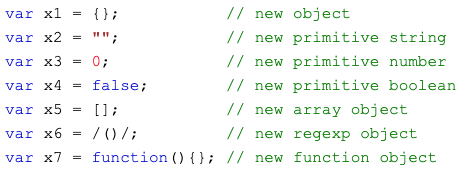 var x1 = {};            // new object
var x2 = "";            // new primitive string
var x3 = 0;             // new primitive number
var x4 = false;         // new primitive boolean
var x5 = [];            // new array object
var x6 = /()/;          // new regexp object
var x7 = function(){};  // new function object